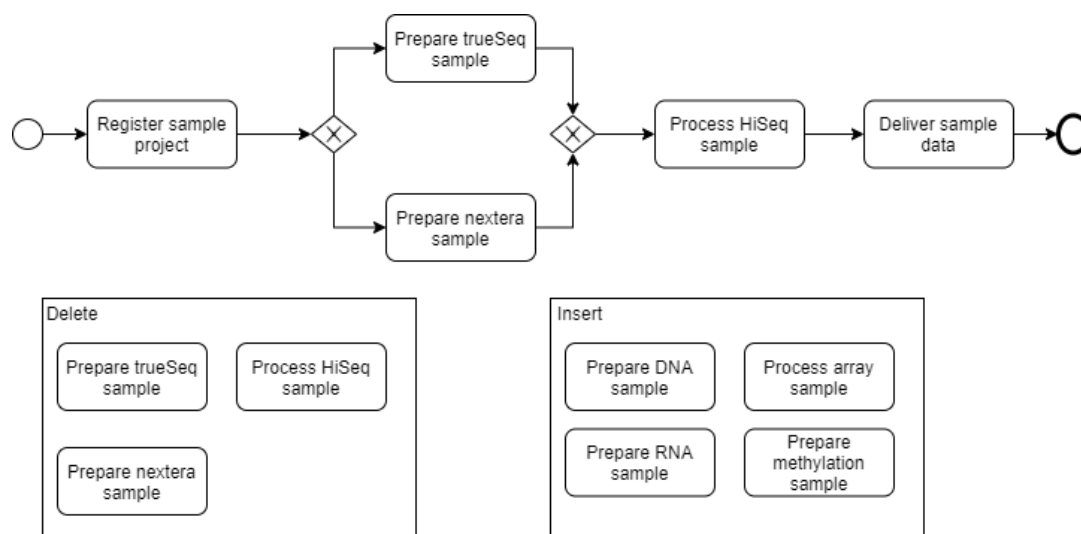 Prepare trueSeq
sample
Register sample
project
Process HiSeq
sample
Deliver sample
data
Prepare nextera
sample
Delete
Prepare trueSeq
sample
Process HiSeq
sample
Prepare nextera
sample
Insert
Prepare DNA
sample
Process array
sample
Prepare RNA
sample
Prepare
methylation
sample